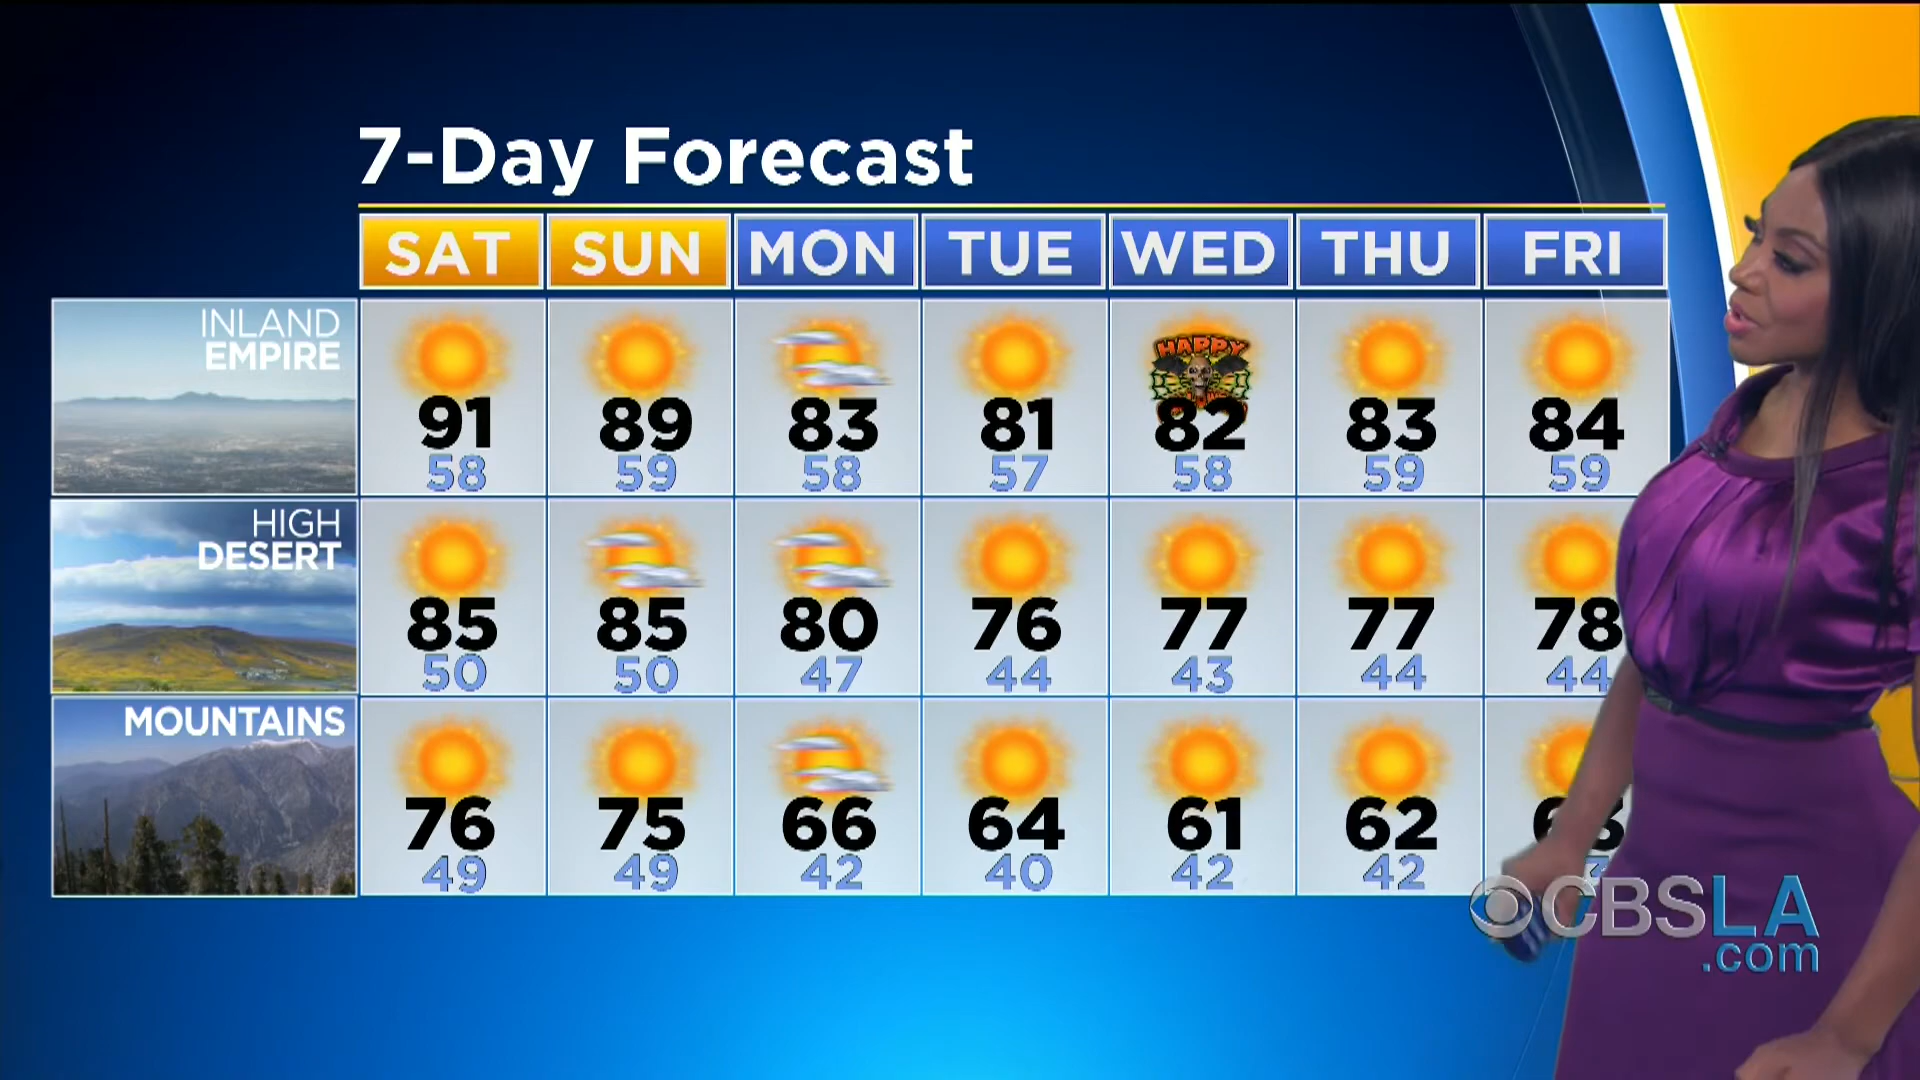 7-Day Forecast
SAT SUN MON TUE WED THU FRI
INLAND
EMPIRE
HAPPY
91 89 83 81 82 83 84
58 59 58 57 58 59 59
HIGH
DESERT
85 85 80 76 77 77 78
50 50 47 44 43 44 44
MOUNTAINS
76 75 66 64 61 62
49 49 42 40 42 42
CBSLA
.com